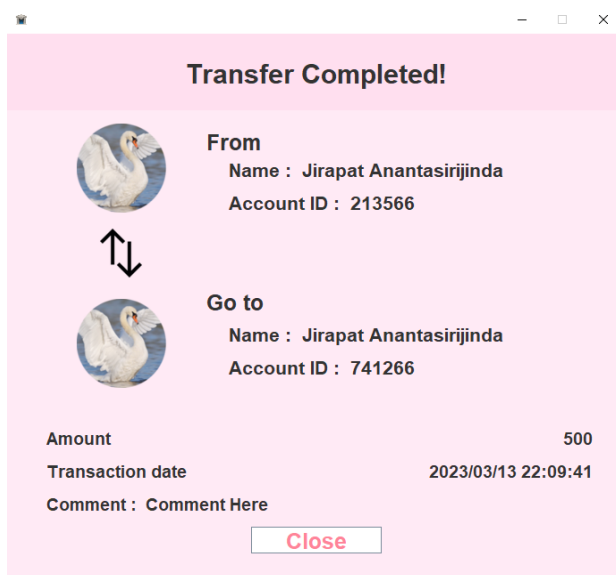 Transfer Completed!
From
Name : Jirapat Anantasirijinda
Account ID : 213566
Go to
Name : Jirapat Anantasirijinda
Account ID : 741266
Amount 500
Transaction date 2023/03/13 22:09:41
Comment : Comment Here
Close